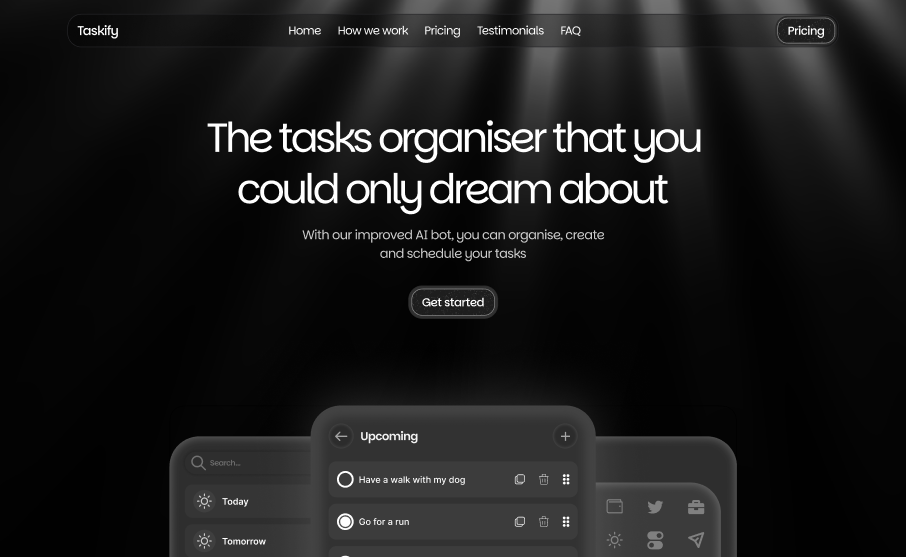 Taskify
Home How we work Pricing Testimonials FAQ
Pricing
The tasks organiser that you
could only dream about
With our improved AI bot, you can organise, create
and schedule your tasks
Get started
Upcoming
Search...
Have a walk with my dog
Today
Go for a run
Tomorrow